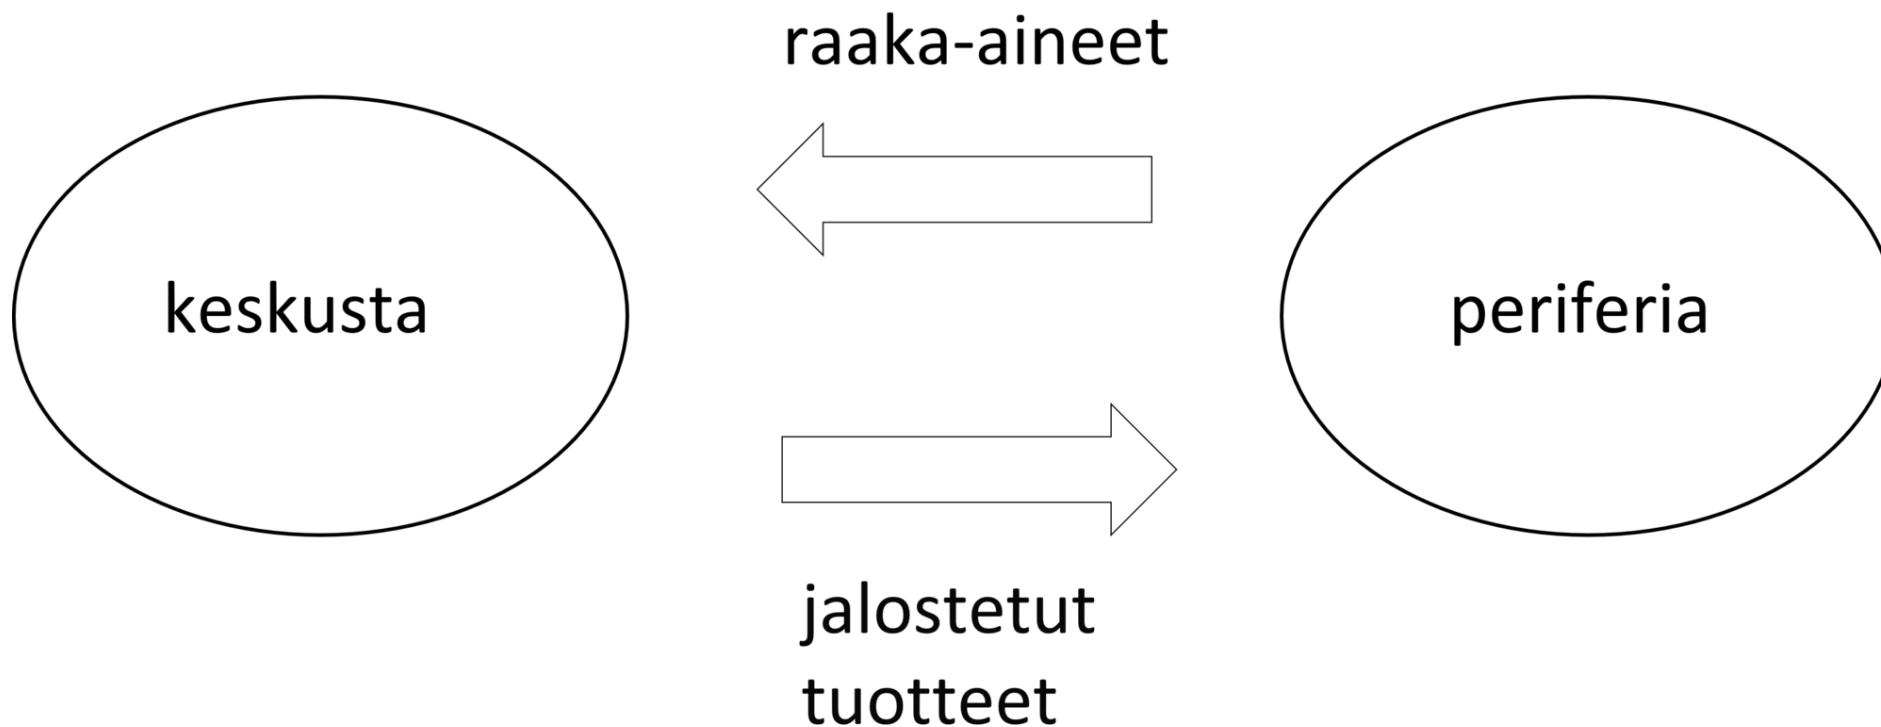 raaka-aineet
keskusta
periferia
jalostetut
tuotteet